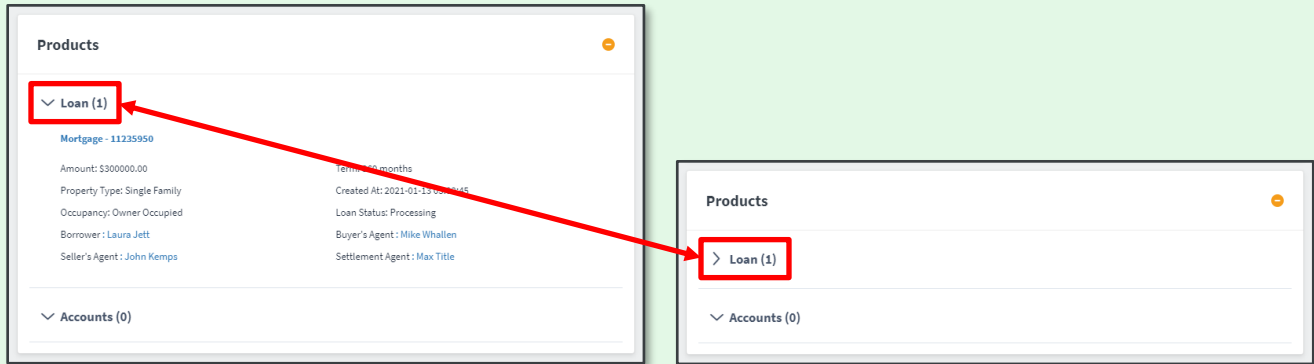 Products
Loan (1)
Mortgage - 11235950
Amount: $300000.00
months
Property Type: Single Family
Created At: 2021-01-13
Occupancy: Owner Occupied
Loan Status: Processing
Borrower : Laura Jett
Buyer's Agent : Mike Whallen
Seller's Agent : John Kemps
Settlement Agent : Max Title
Accounts (0)
Products
Loan (1)
Accounts (0)